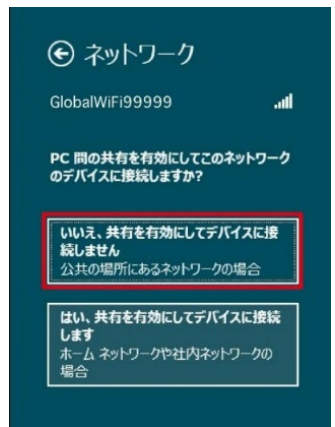 ネットワーク
GlobalWiFi99999
PC 間の共有を有効にしてこのネットワーク
のデバイスに接続しますか?
いいえ、共有を有効にしてデバイスに接
続しません
公共の場所にあるネットワークの場合
はい、共有を有効にしてデバイスに接続
します
ホーム ネットワークや社内ネットワークの
場合